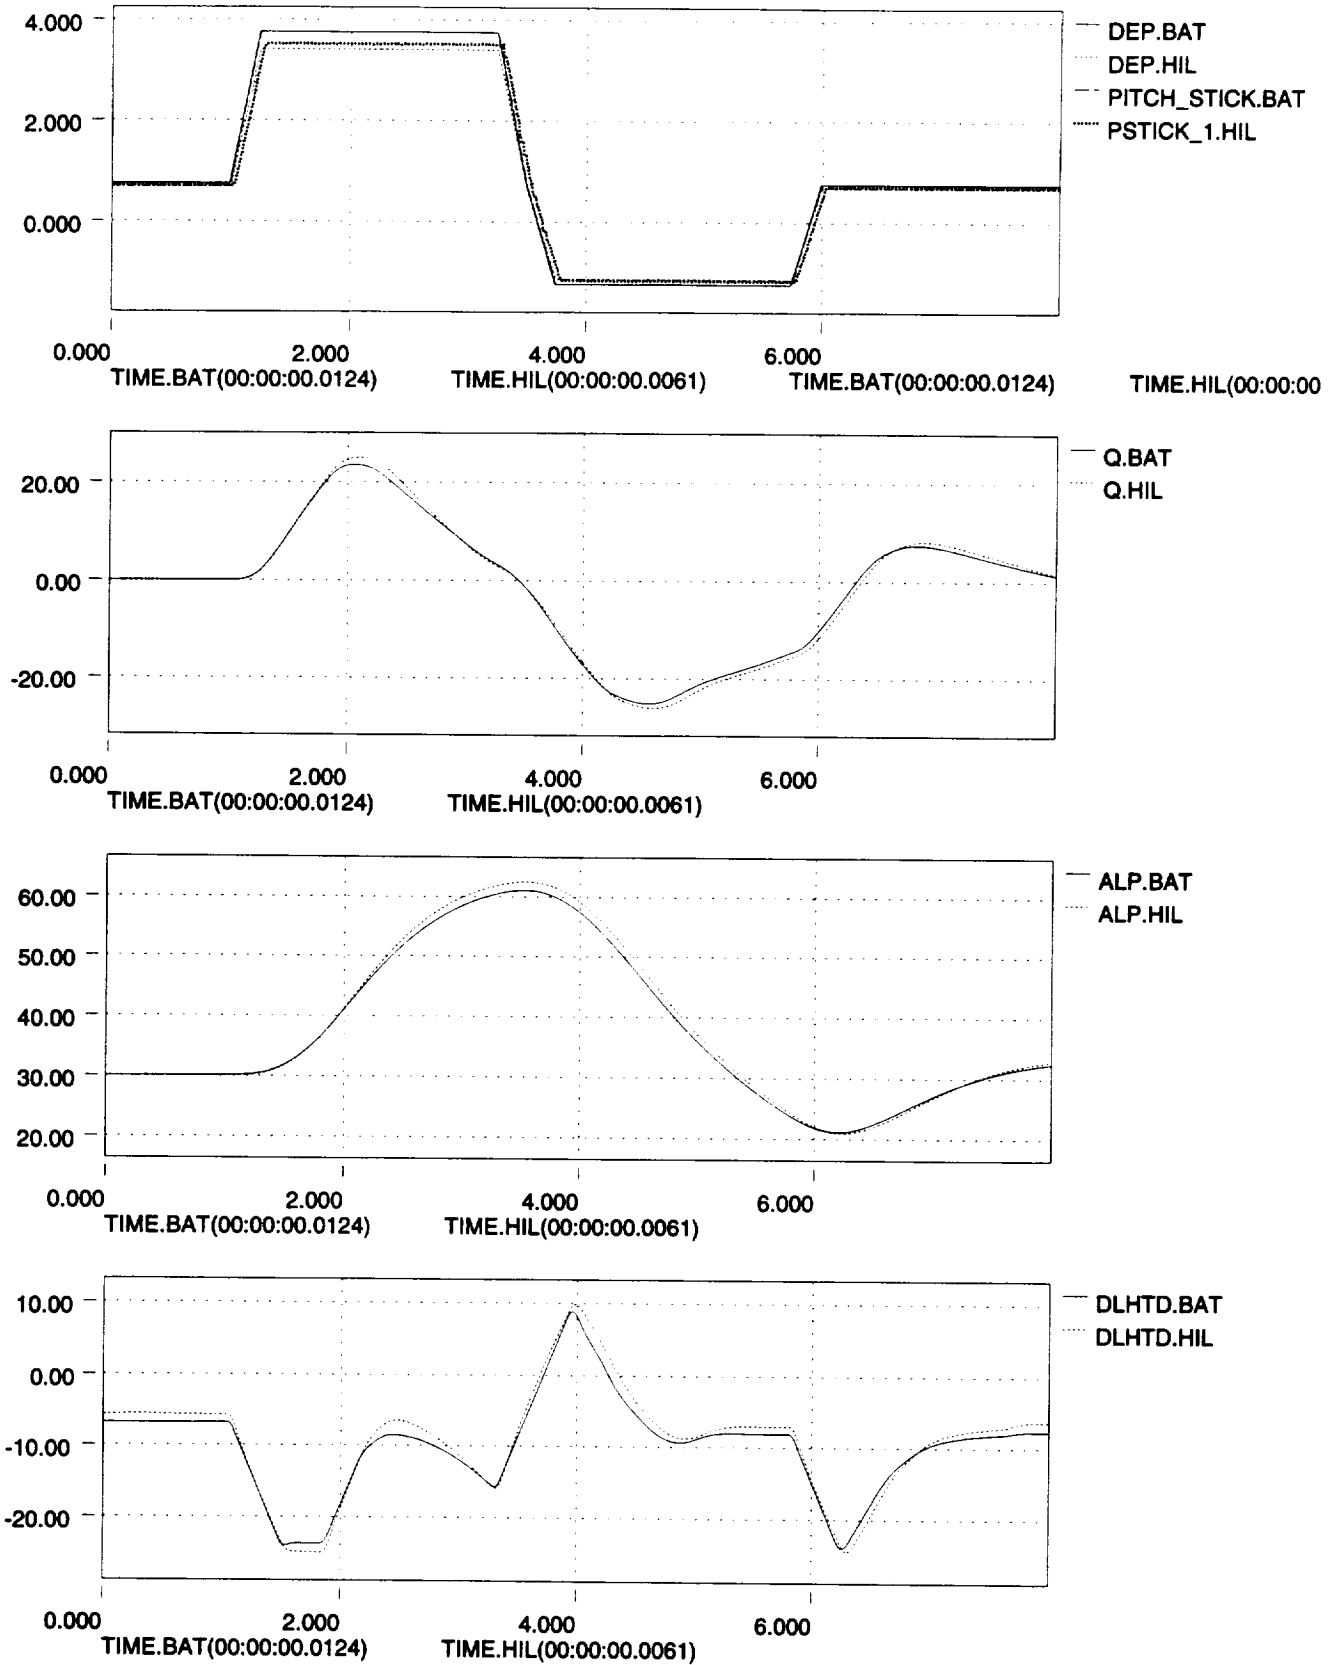 4.000
2.000
0.000
DEP.BAT
DEP.HIL
PITCH_STICK.BAT
PSTICK_1.HIL
0.000 2.000 4.000 6.000
TIME.BAT(00:00:00.0124) TIME.HIL(00:00:00.0061) TIME.BAT(00:00:00.0124) TIME.HIL(00:00:00
20.00
0.00
-20.00
Q.BAT
Q.HIL
0.000 2.000 4.000 6.000
TIME.BAT(00:00:00.0124) TIME.HIL(00:00:00.0061)
60.00
50.00
40.00
30.00
20.00
ALP.BAT
ALP.HIL
0.000 2.000 4.000 6.000
TIME.BAT(00:00:00.0124) TIME.HIL(00:00:00.0061)
10.00
0.00
-10.00
-20.00
DLHTD.BAT
DLHTD.HIL
0.000 2.000 4.000 6.000
TIME.BAT(00:00:00.0124) TIME.HIL(00:00:00.0061)